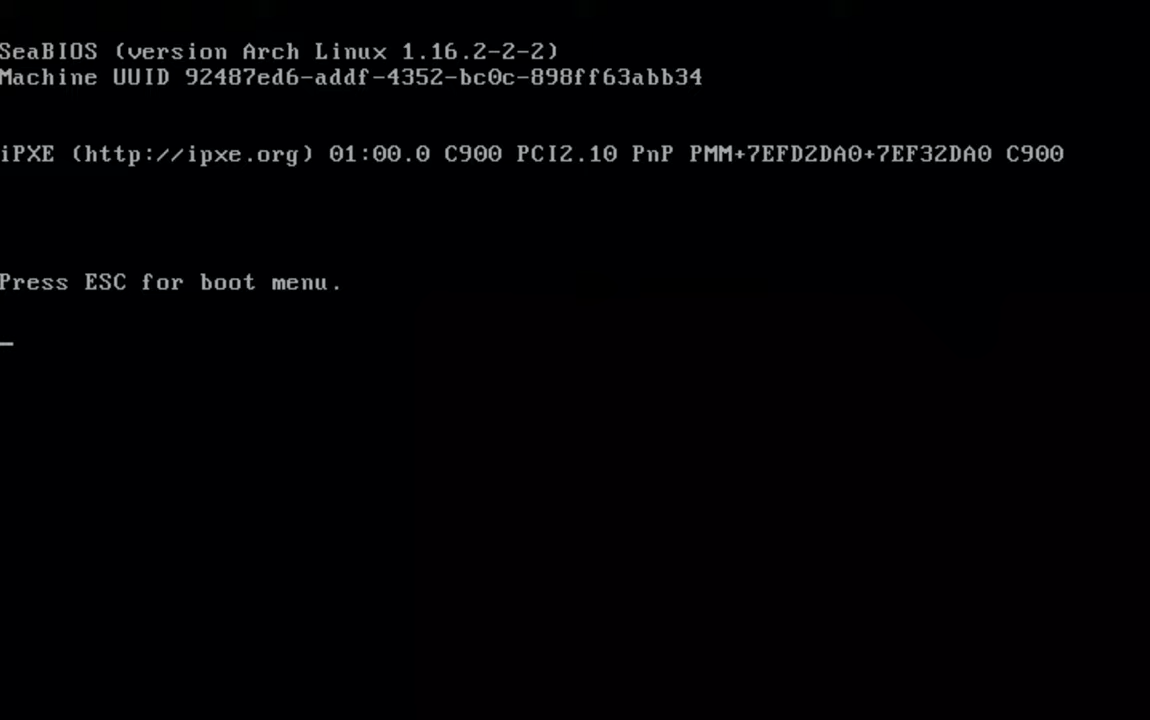 SeaBIOS (version Arch Linux 1.16.2-2-2)
Machine UUID 92487ed6-addf-4352-bc0c-898ff63abb34
iPXE (http://ipxe.org) 01:00.0 C900 PCI2.10 PnP PMM+7EFD2DA0+7EF32DA0 C900
Press ESC for boot menu.